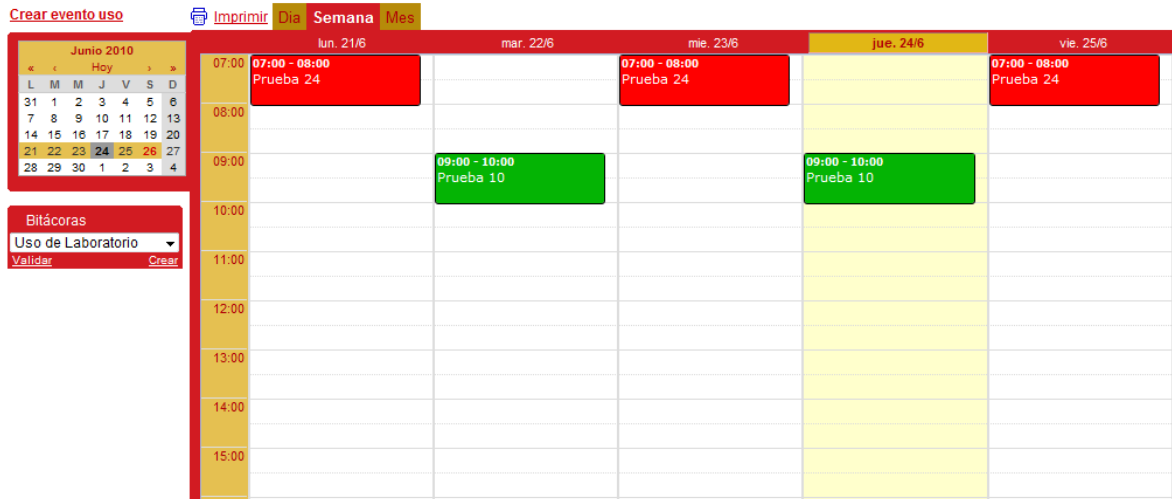 Crear evento uso
Imprimir Dia Semana Mes
Junio 2010
« ‹ Hoy › »
L M M J V S D
31 1 2 3 4 5 6
7 8 9 10 11 12 13
14 15 16 17 18 19 20
21 22 23 24 25 26 27
28 29 30 1 2 3 4
Bitácoras
Uso de Laboratorio
Validar Crear
lun. 21/6 mar. 22/6 mie. 23/6 jue. 24/6 vie. 25/6
07:00 07:00 - 08:00 07:00 - 08:00 07:00 - 08:00
Prueba 24 Prueba 24 Prueba 24
08:00
09:00 09:00 - 10:00 09:00 - 10:00
Prueba 10 Prueba 10
10:00
11:00
12:00
13:00
14:00
15:00